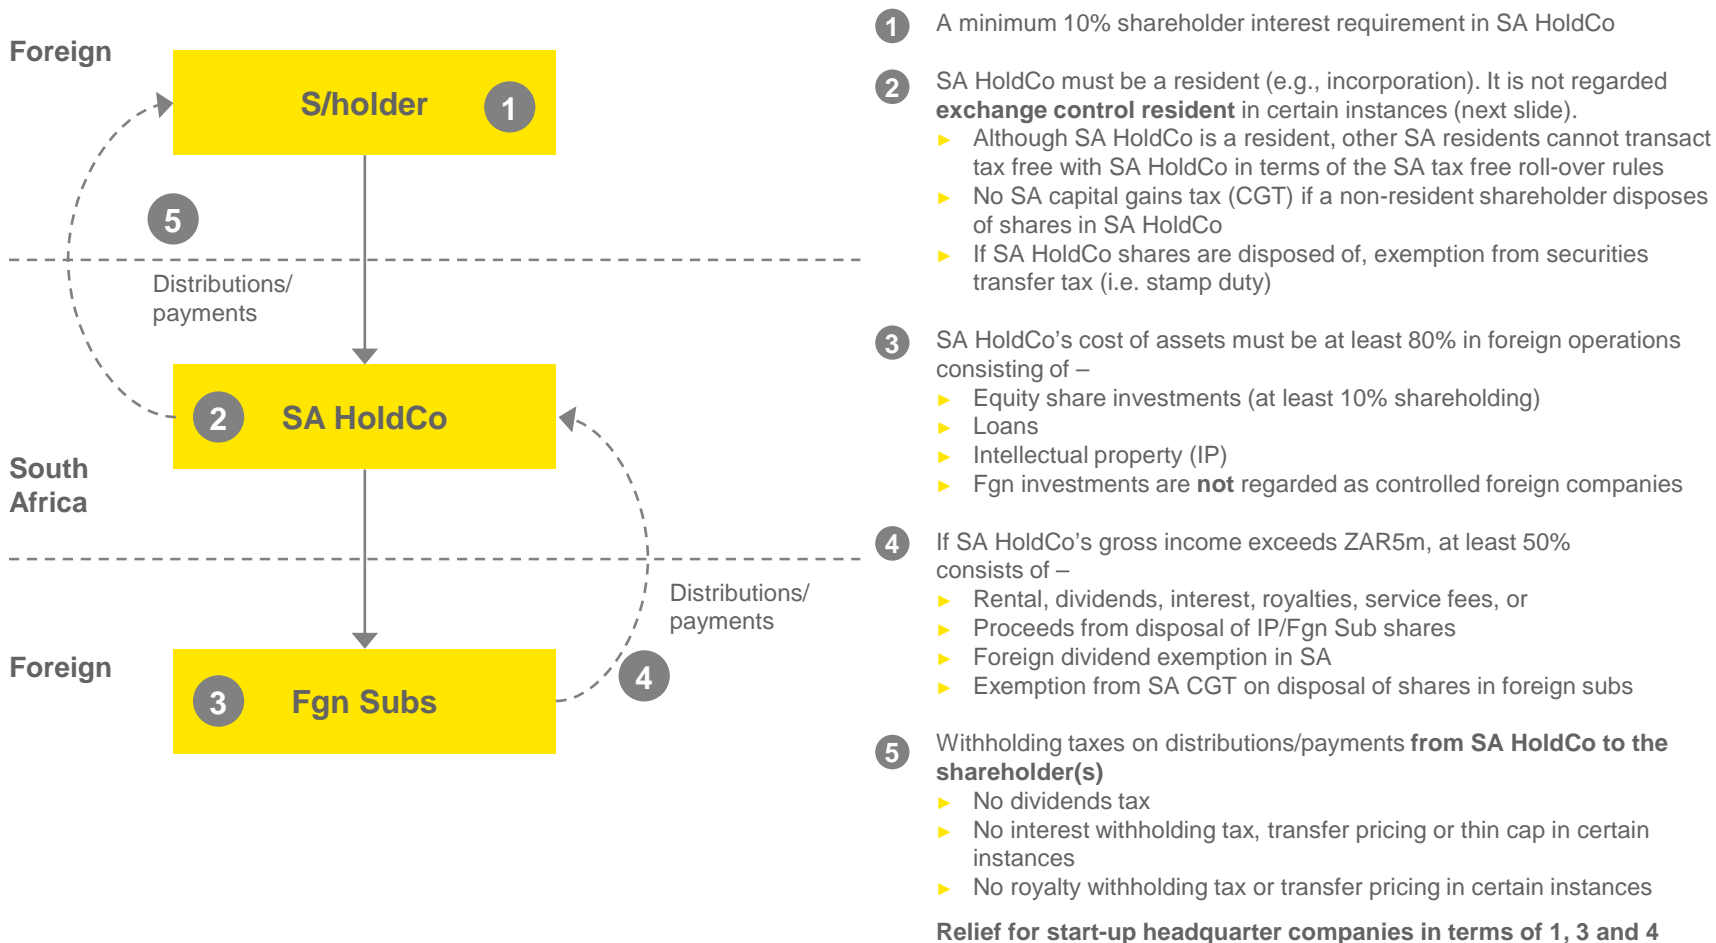 Foreign
S/holder
1
5
Distributions/
payments
2
SA HoldCo
South
Africa
Distributions/
payments
Foreign
3
Fgn Subs
4
1
A minimum 10% shareholder interest requirement in SA HoldCo
2
SA HoldCo must be a resident (e.g., incorporation). It is not regarded
exchange control resident in certain instances (next slide).
► Although SA HoldCo is a resident, other SA residents cannot transact
tax free with SA HoldCo in terms of the SA tax free roll-over rules
► No SA capital gains tax (CGT) if a non-resident shareholder disposes
of shares in SA HoldCo
► If SA HoldCo shares are disposed of, exemption from securities
transfer tax (i.e. stamp duty)
3
SA HoldCo’s cost of assets must be at least 80% in foreign operations
consisting of –
► Equity share investments (at least 10% shareholding)
► Loans
► Intellectual property (IP)
► Fgn investments are not regarded as controlled foreign companies
4
If SA HoldCo’s gross income exceeds ZAR5m, at least 50%
consists of –
► Rental, dividends, interest, royalties, service fees, or
► Proceeds from disposal of IP/Fgn Sub shares
► Foreign dividend exemption in SA
► Exemption from SA CGT on disposal of shares in foreign subs
5
Withholding taxes on distributions/payments from SA HoldCo to the
shareholder(s)
► No dividends tax
► No interest withholding tax, transfer pricing or thin cap in certain
instances
► No royalty withholding tax or transfer pricing in certain instances
Relief for start-up headquarter companies in terms of 1, 3 and 4